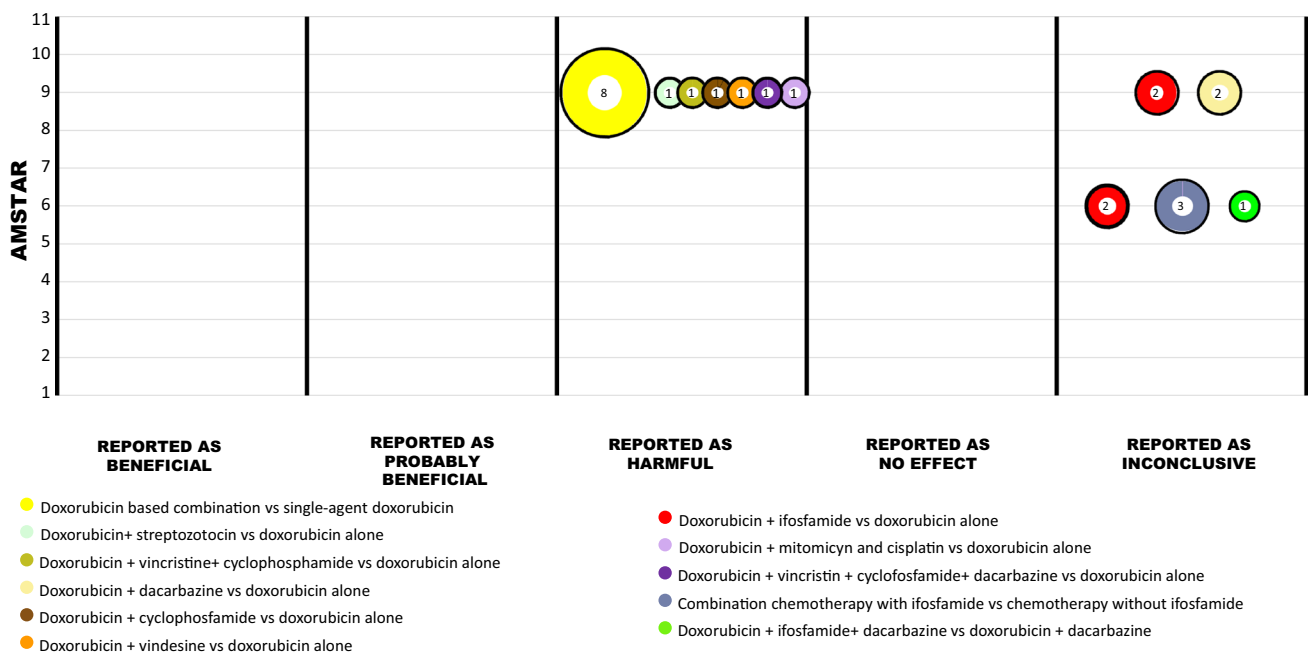 11
10
9
8
7
6
5
4
3
2
1
AMSTAR
8
1
1
1
1
1
1
2
2
2
3
1
REPORTED AS
BENEFICIAL
REPORTED AS
PROBABLY
BENEFICIAL
REPORTED AS
HARMFUL
REPORTED AS
NO EFFECT
REPORTED AS
INCONCLUSIVE
Doxorubicin based combination vs single-agent doxorubicin
Doxorubicin+ streptozotocin vs doxorubicin alone
Doxorubicin + vincristine+ cyclophosphamide vs doxorubicin alone
Doxorubicin + dacarbazine vs doxorubicin alone
Doxorubicin + cyclophosfamide vs doxorubicin alone
Doxorubicin + vindesine vs doxorubicin alone
Doxorubicin + ifosfamide vs doxorubicin alone
Doxorubicin + mitomicyn and cisplatin vs doxorubicin alone
Doxorubicin + vincristin + cyclofosfamide+ dacarbazine vs doxorubicin alone
Combination chemotherapy with ifosfamide vs chemotherapy without ifosfamide
Doxorubicin + ifosfamide+ dacarbazine vs doxorubicin + dacarbazine